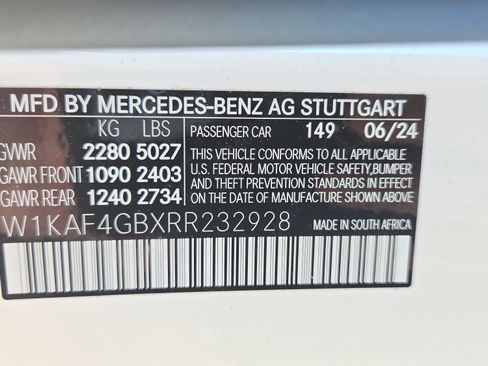 MFD BY MERCEDES-BENZ AG STUTTGART
KG LBS PASSENGER CAR 149 06/24
GVWR 2280 5027
GAWR FRONT 1090 2403
GAWR REAR 1240 2734
THIS VEHICLE CONFORMS TO ALL APPLICABLE
U.S. FEDERAL MOTOR VEHICLE SAFETY,BUMPER
AND THEFT PREVENTION STANDARDS IN EFFECT
ON THE DATE OF MANUFACTURE SHOWN ABOVE.
W1KAF4GBXRR232928 MADE IN SOUTH AFRICA